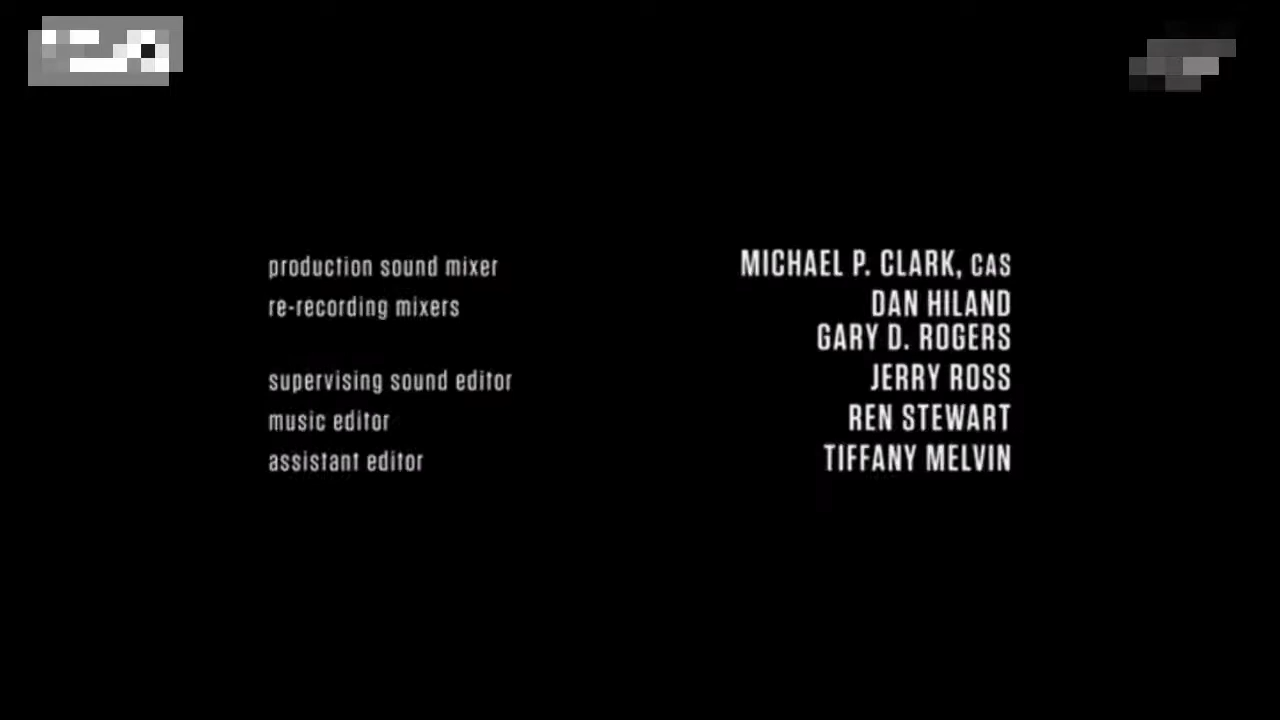 production sound mixer MICHAEL P. CLARK, CAS
re-recording mixers DAN HILAND
GARY D. ROGERS
supervising sound editor JERRY ROSS
music editor REN STEWART
assistant editor TIFFANY MELVIN